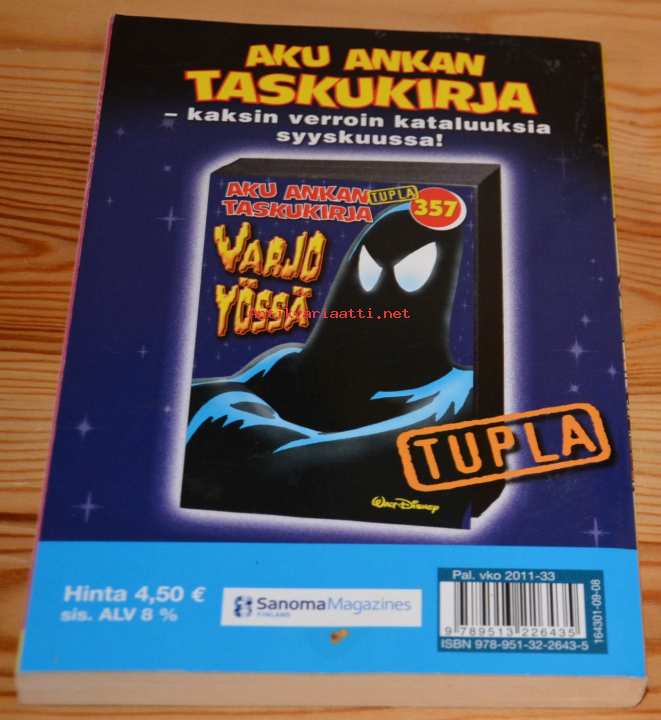 AKU ANKAN
TASKUKIRJA
– kaksin verroin kataluuksia
syyskuussa!
AKU ANKAN
TASKUKIRJA
TUPLA
357
VARJO
YÖSSÄ
Antikvariaatti.net
TUPLA
WALT DISNEY
Hinta 4,50 €
sis. ALV 8 %
SanomaMagazines
FINLAND
Pal. vko 2011-33
9 789513 226435
ISBN 978-951-32-2643-5
164301-09-08